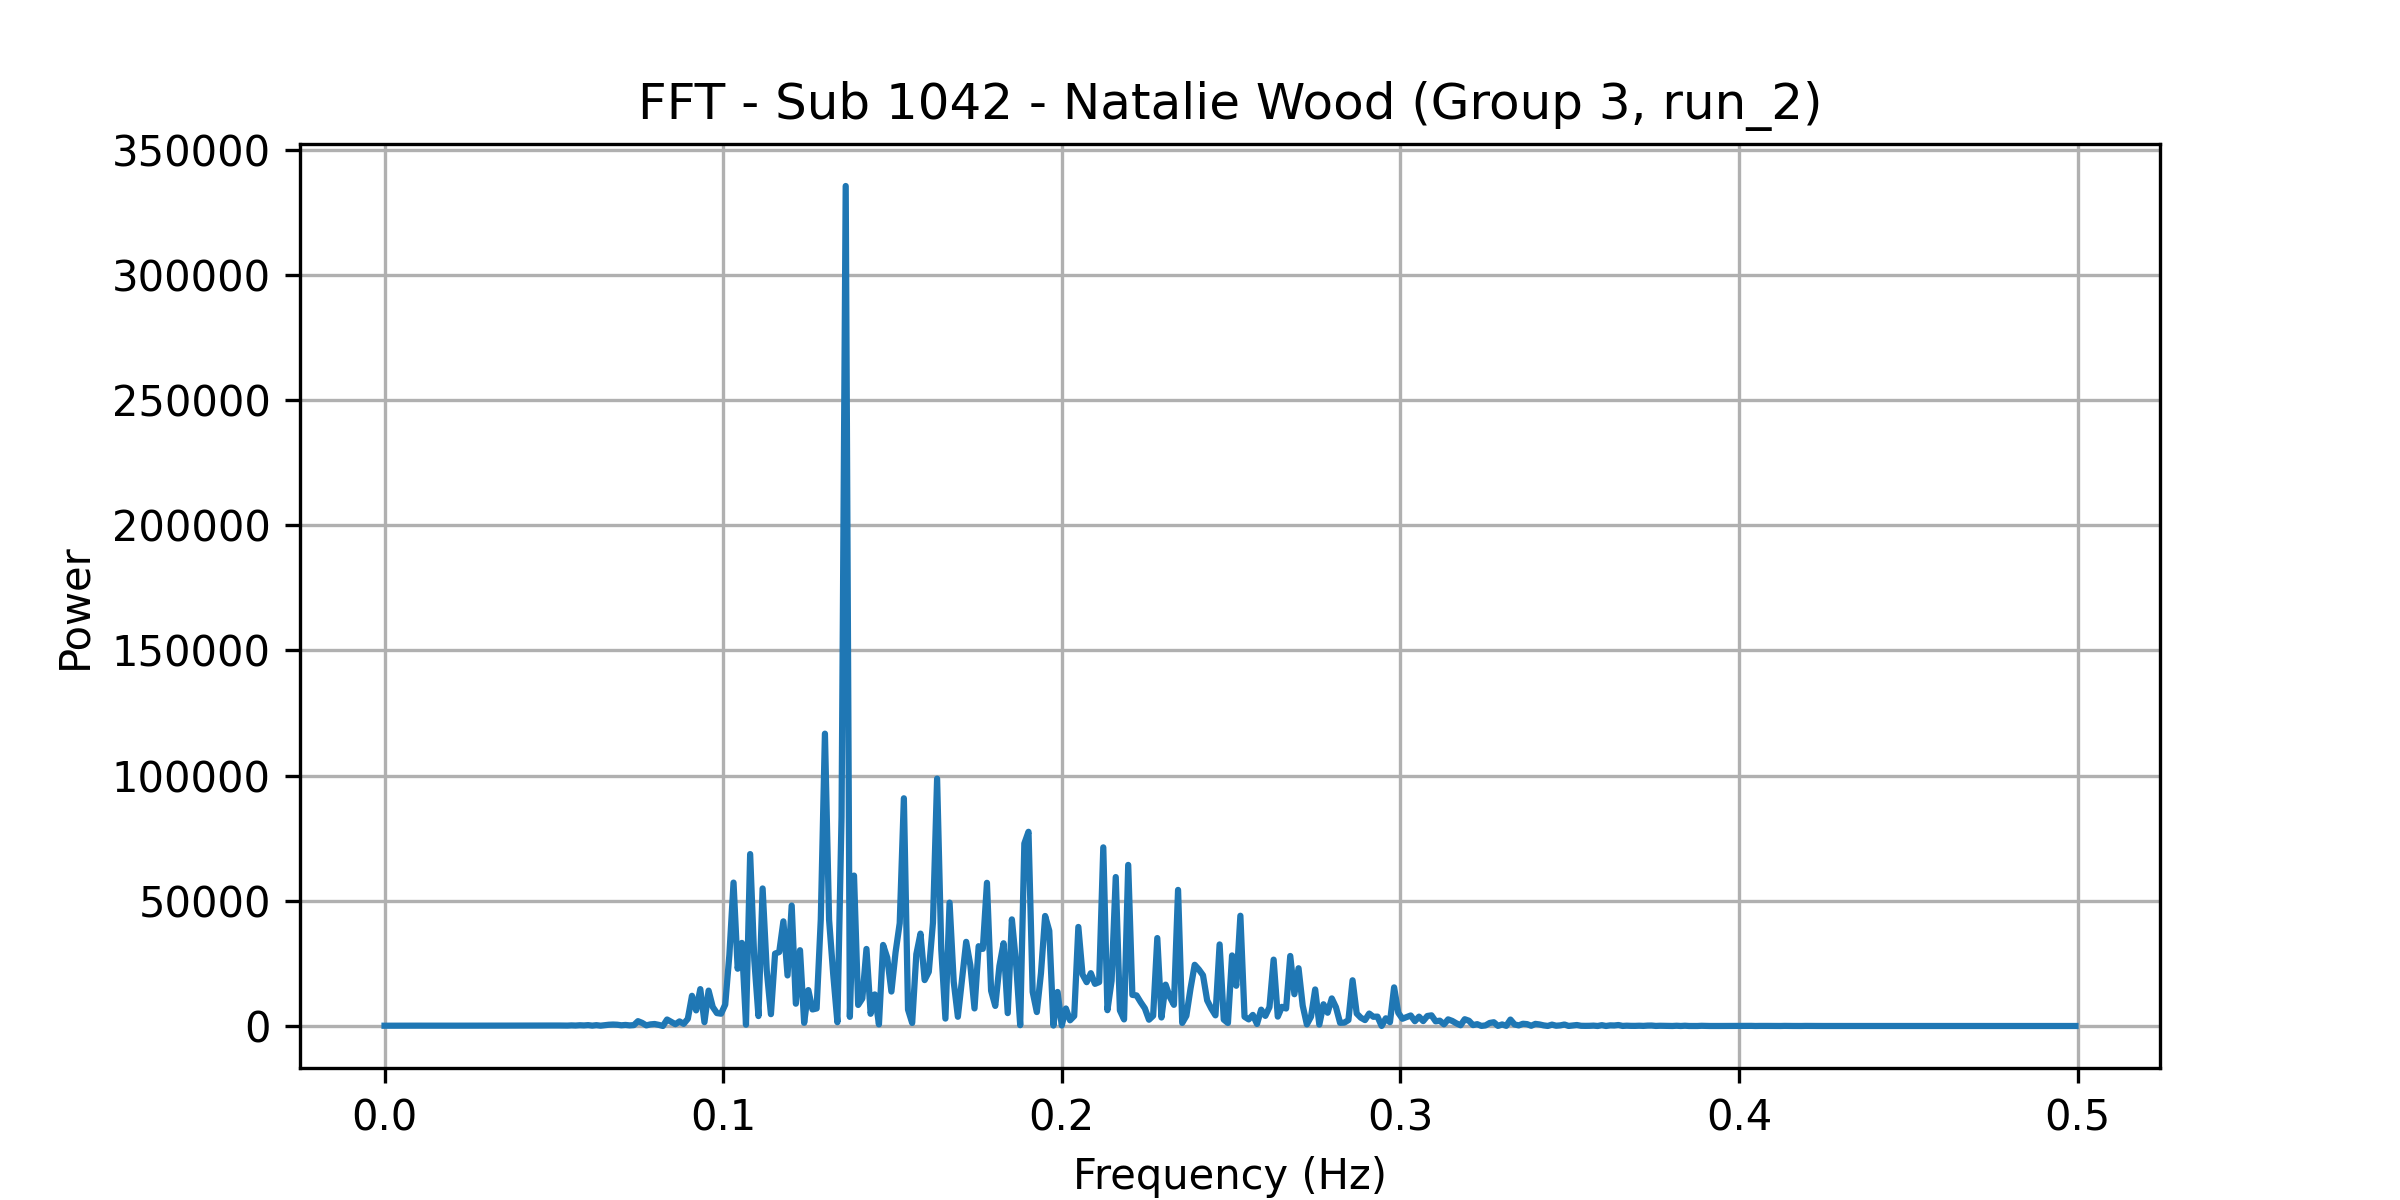 FFT - Sub 1042 - Natalie Wood (Group 3, run_2)
350000
300000
250000
200000
150000
100000
50000
0
Power
0.0 0.1 0.2 0.3 0.4 0.5
Frequency (Hz)